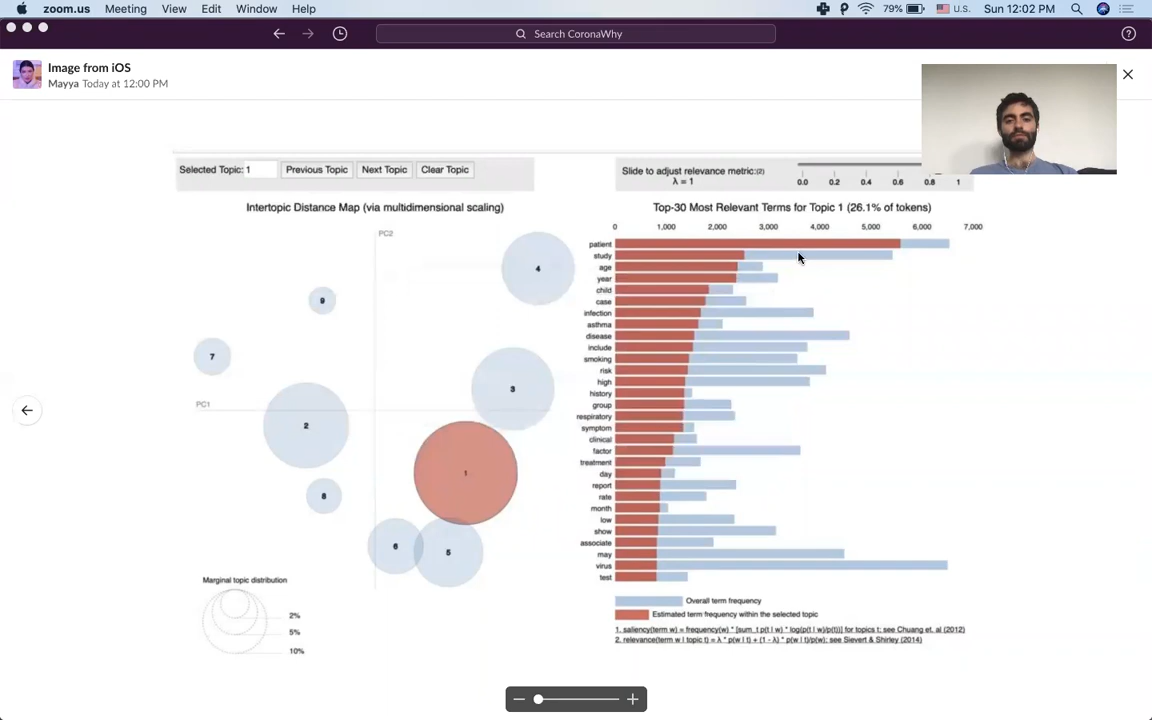 zoom.us Meeting View Edit Window Help 79% U.S. Sun 12:02 PM
Search CoronaWhy
Image from iOS
Mayya Today at 12:00 PM
Selected Topic: 1 Previous Topic Next Topic Clear Topic
Slide to adjust relevance metric:(2)
λ = 1
0.0 0.2 0.4 0.6 0.8 1
Intertopic Distance Map (via multidimensional scaling)
PC2
PC1
4
9
7
3
2
1
8
6
5
Marginal topic distribution
2%
5%
10%
Top-30 Most Relevant Terms for Topic 1 (26.1% of tokens)
0 1,000 2,000 3,000 4,000 5,000 6,000 7,000
patient
study
age
year
child
case
infection
asthma
disease
include
smoking
risk
high
history
group
respiratory
symptom
clinical
factor
treatment
day
report
rate
month
low
show
associate
may
virus
test
Overall term frequency
Estimated term frequency within the selected topic
1. saliency(term w) = frequency(w) * [sum_t p(t | w) * log(p(t | w)/p(t))] for topics t; see Chuang et. al (2012)
2. relevance(term w | topic t) = λ * p(w | t) + (1 - λ) * p(w | t)/p(w); see Sievert & Shirley (2014)